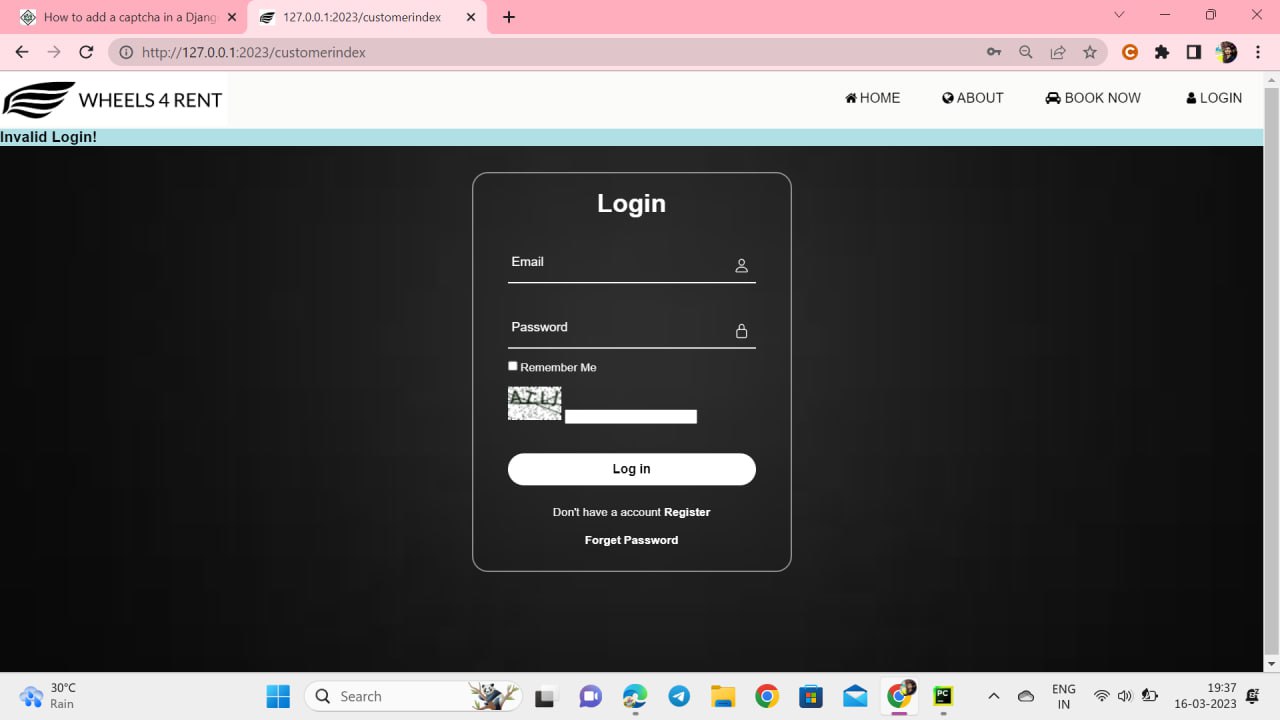 How to add a captcha in a Djang
127.0.0.1:2023/customerindex
http://127.0.0.1:2023/customerindex
WHEELS 4 RENT
HOME
ABOUT
BOOK NOW
LOGIN
Invalid Login!
Login
Email
Password
Remember Me
AILJ
Log in
Don't have a account Register
Forget Password
30°C
Rain
Search
PC
ENG
IN
19:37
16-03-2023